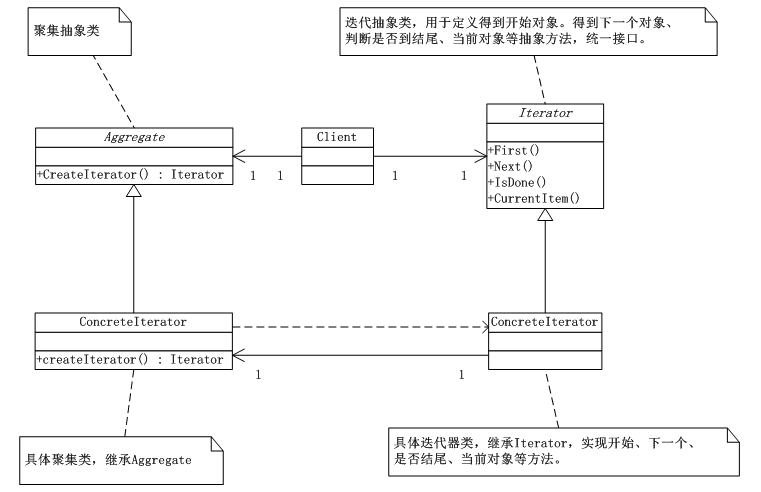 聚集抽象类
迭代抽象类，用于定义得到开始对象。得到下一个对象、
判断是否到结尾、当前对象等抽象方法，统一接口。
Aggregate
+CreateIterator() : Iterator
Client
Iterator
+First()
+Next()
+IsDone()
+CurrentItem()
1
1
1
1
ConcreteIterator
+createIterator() : Iterator
ConcreteIterator
1
1
具体聚集类，继承Aggregate
具体迭代器类，继承Iterator，实现开始、下一个、
是否结尾、当前对象等方法。